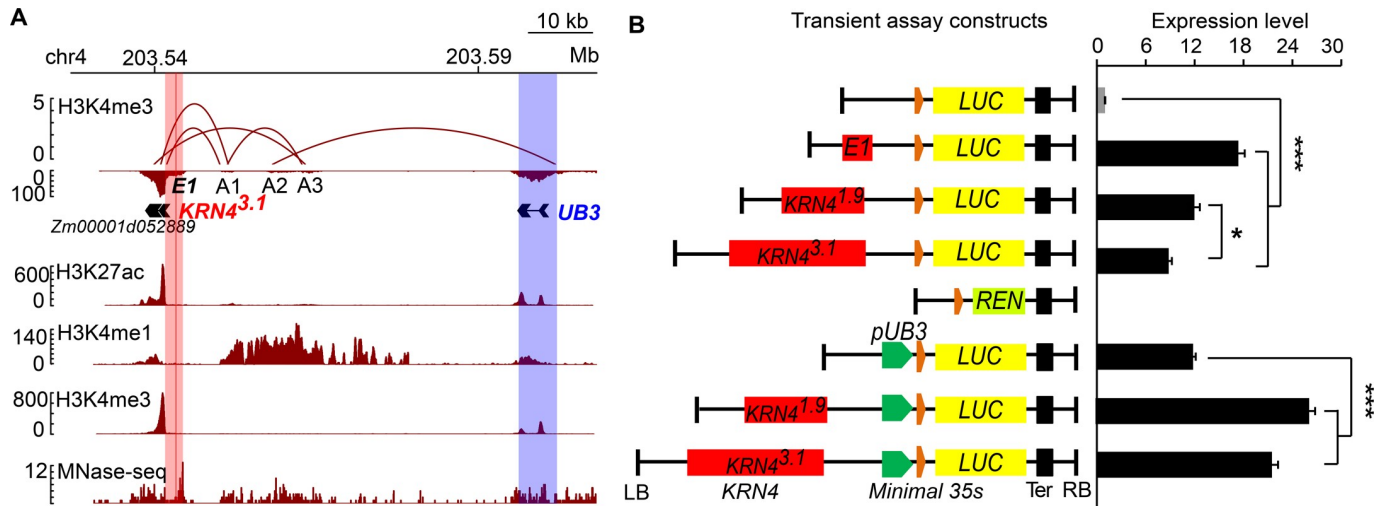 A
10 kb
chr4 203.54 203.59 Mb
5
0
H3K4me3
0
100
E1 A1 A2 A3
KRN4^3.1
UB3
Zm00001d052889
600
0
H3K27ac
140
0
H3K4me1
800
0
H3K4me3
12
0
MNase-seq
B
Transient assay constructs
Expression level
0 6 12 18 24 30
LUC
E1 LUC
KRN4^1.9 LUC
KRN4^3.1 LUC
REN
pUB3
LUC
KRN4^1.9 LUC
KRN4^3.1 LUC
LB KRN4 Minimal 35s Ter RB
***
*
***